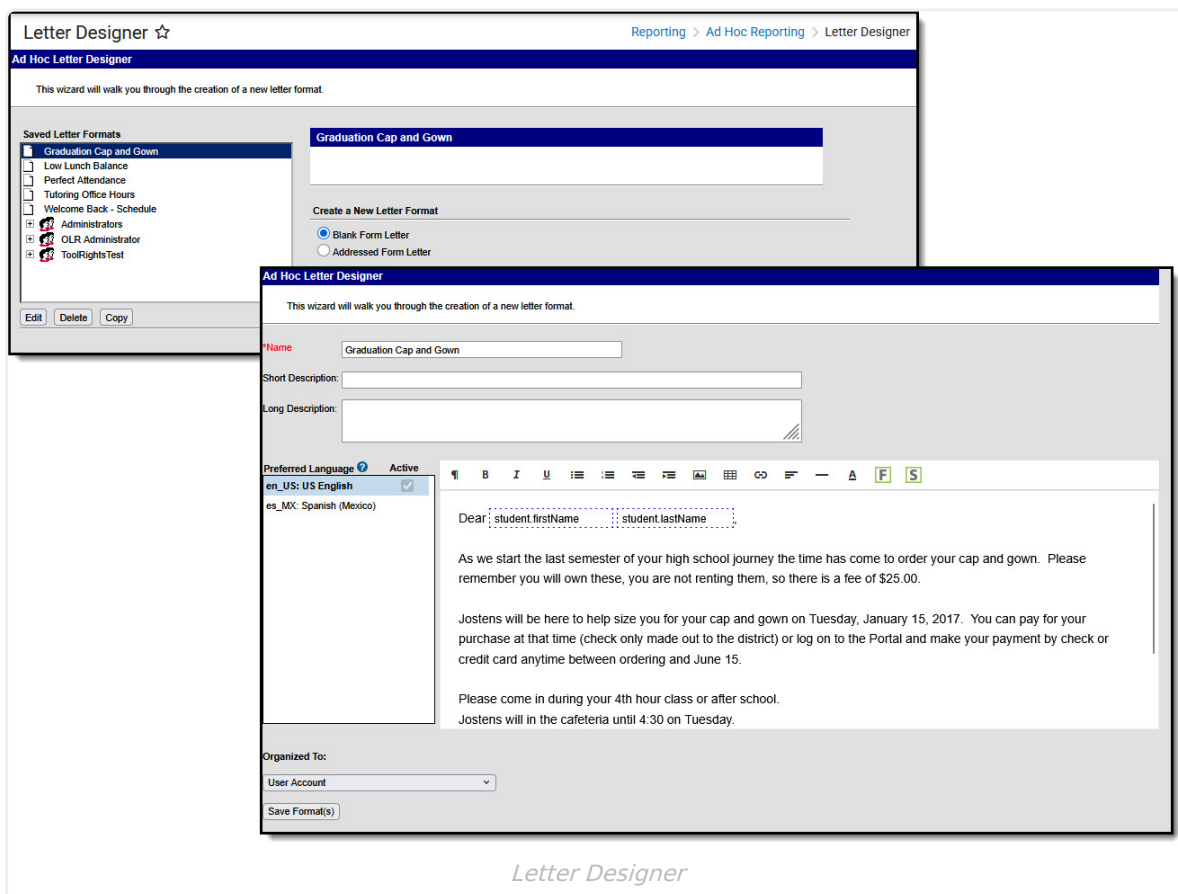 Letter Designer
Reporting > Ad Hoc Reporting > Letter Designer
Ad Hoc Letter Designer
This wizard will walk you through the creation of a new letter format.
Saved Letter Formats
Graduation Cap and Gown
Low Lunch Balance
Perfect Attendance
Tutoring Office Hours
Welcome Back - Schedule
Administrators
OLR Administrator
ToolRightsTest
Edit Delete Copy
Graduation Cap and Gown
Create a New Letter Format
Blank Form Letter
Addressed Form Letter
Ad Hoc Letter Designer
This wizard will walk you through the creation of a new letter format.
*Name Graduation Cap and Gown
Short Description:
Long Description:
Preferred Language ? Active
en_US: US English
es_MX: Spanish (Mexico)
¶ B I U A F S
Dear student.firstName student.lastName,
As we start the last semester of your high school journey the time has come to order your cap and gown. Please
remember you will own these, you are not renting them, so there is a fee of $25.00.
Jostens will be here to help size you for your cap and gown on Tuesday, January 15, 2017. You can pay for your
purchase at that time (check only made out to the district) or log on to the Portal and make your payment by check or
credit card anytime between ordering and June 15.
Please come in during your 4th hour class or after school.
Jostens will in the cafeteria until 4:30 on Tuesday.
Organized To:
User Account
Save Format(s)
Letter Designer